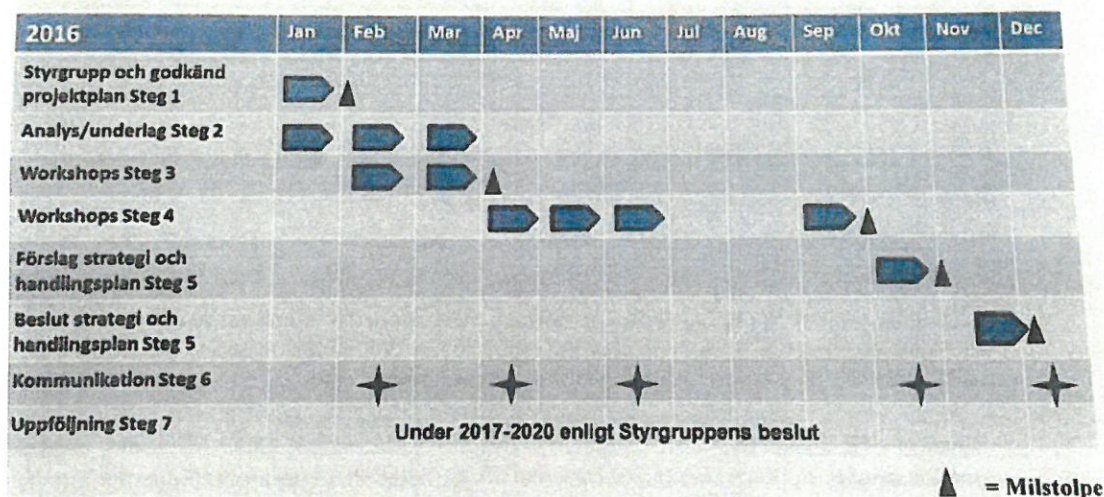 2016 Jan Feb Mar Apr Maj Jun Jul Aug Sep Okt Nov Dec
Styrgrupp och godkänd
projektplan Steg 1
Analys/underlag Steg 2
Workshops Steg 3
Workshops Steg 4
Förslag strategi och
handlingsplan Steg 5
Beslut strategi och
handlingsplan Steg 5
Kommunikation Steg 6
Uppföljning Steg 7
Under 2017-2020 enligt Styrgruppens beslut
= Milstolpe